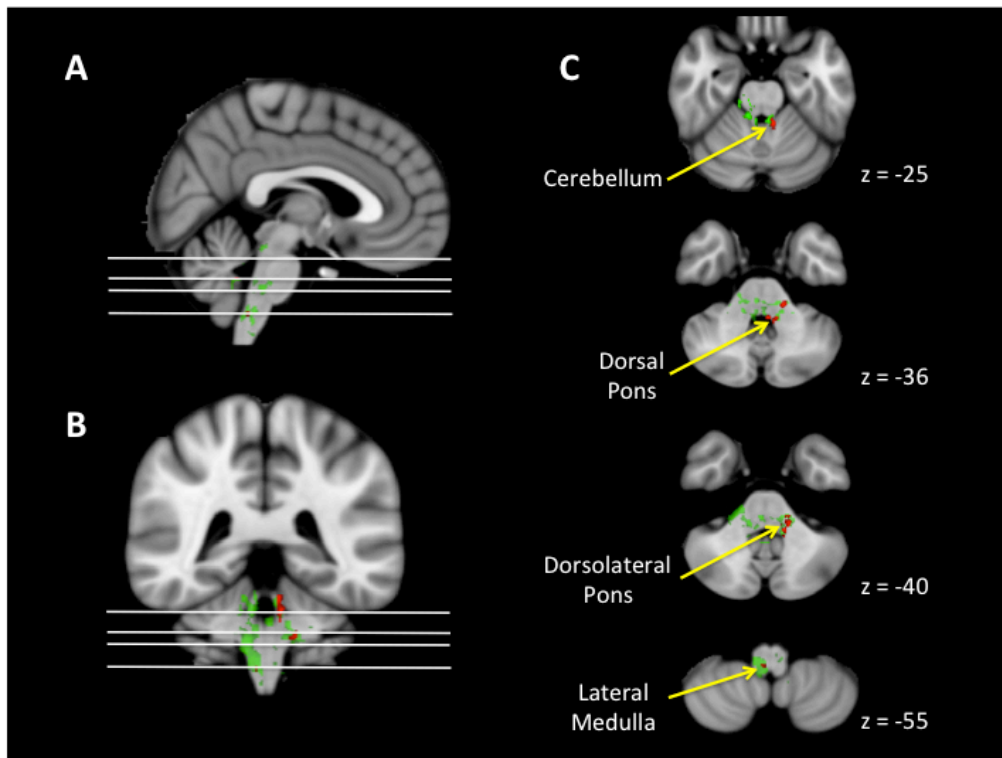 A
B
C
Cerebellum
z = -25
Dorsal
Pons
z = -36
Dorsolateral
Pons
z = -40
Lateral
Medulla
z = -55